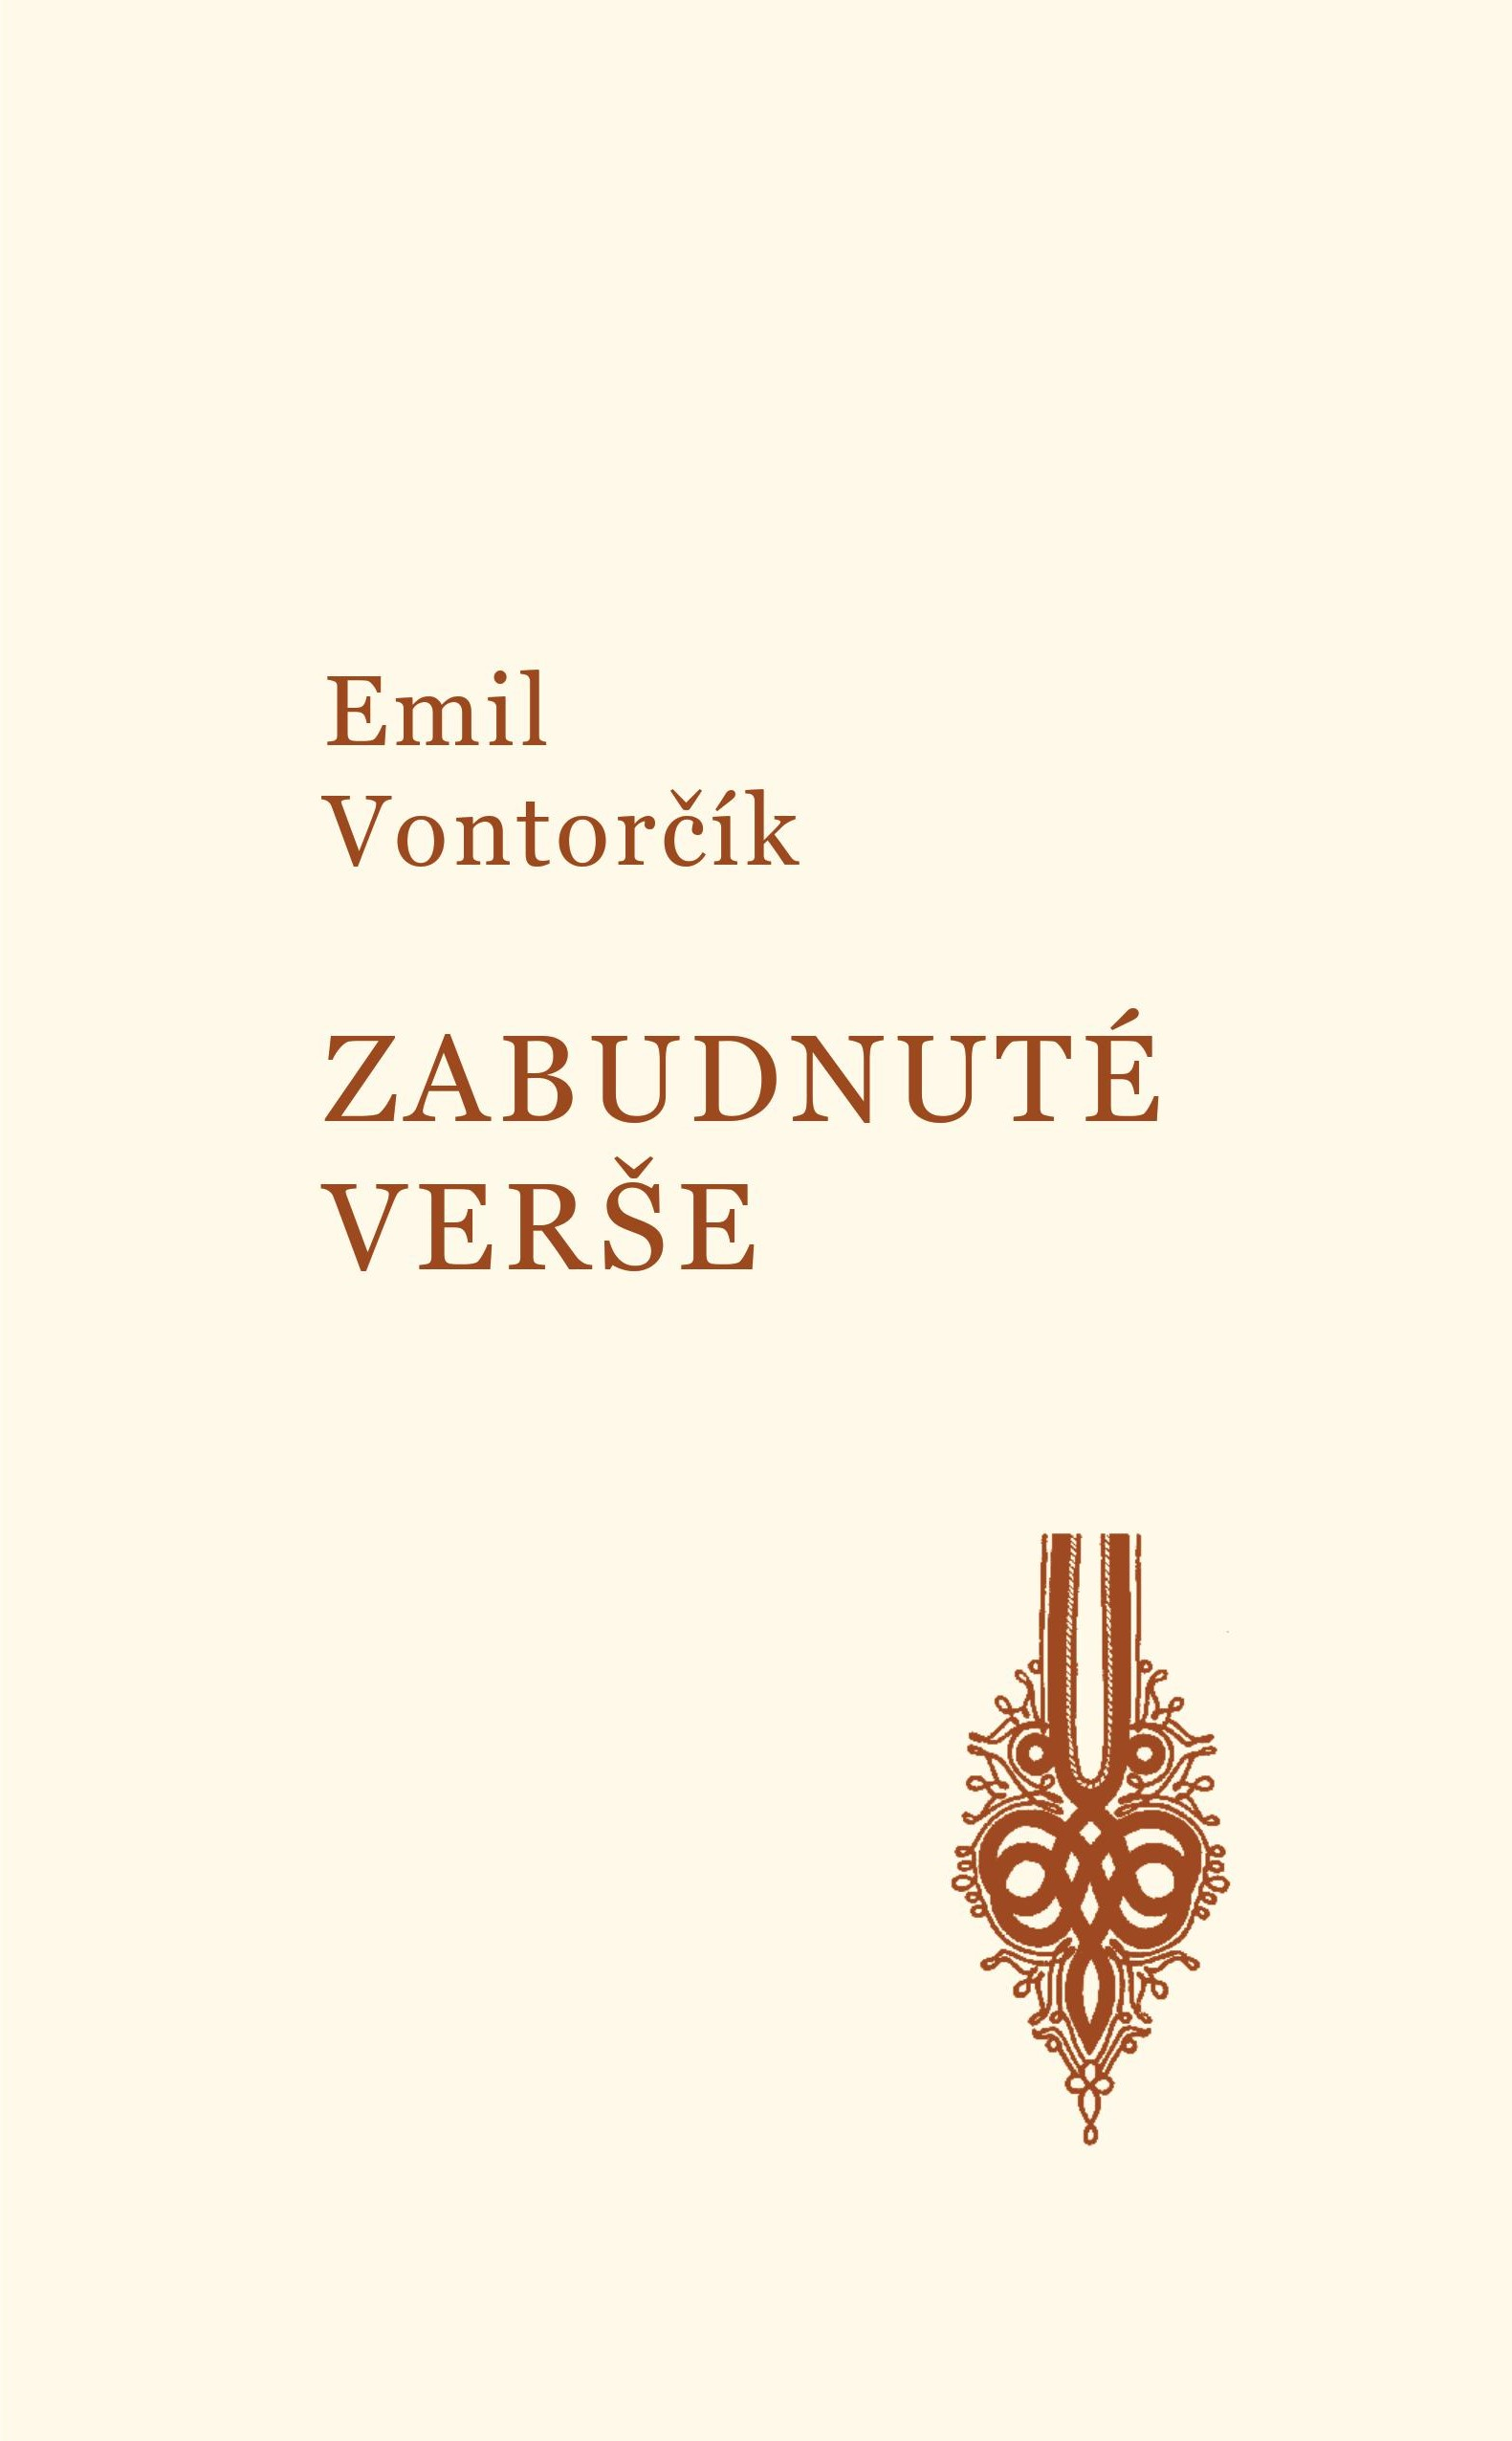 Emil
Vontorčík
ZABUDNUTÉ
VERŠE